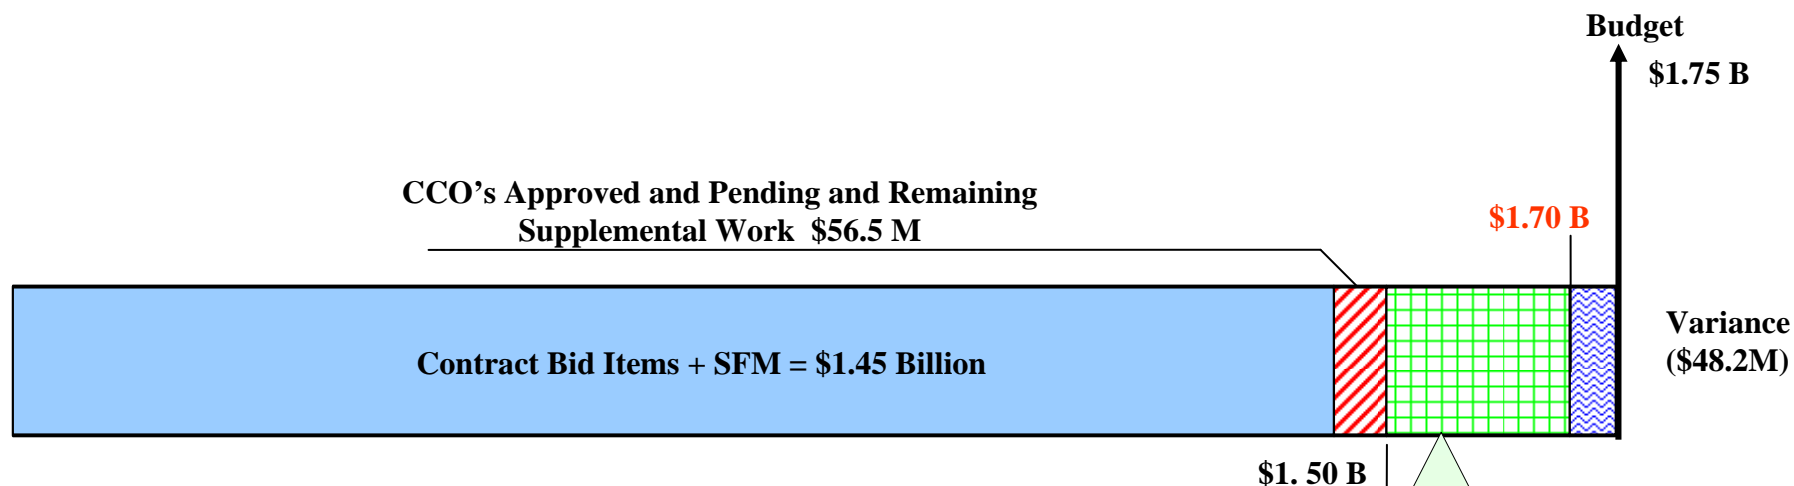 Budget
$1.75 B
CCO's Approved and Pending and Remaining
Supplemental Work  $56.5 M
$1.70 B
Contract Bid Items + SFM = $1.45 Billion
Variance
($48.2M)
$1. 50 B